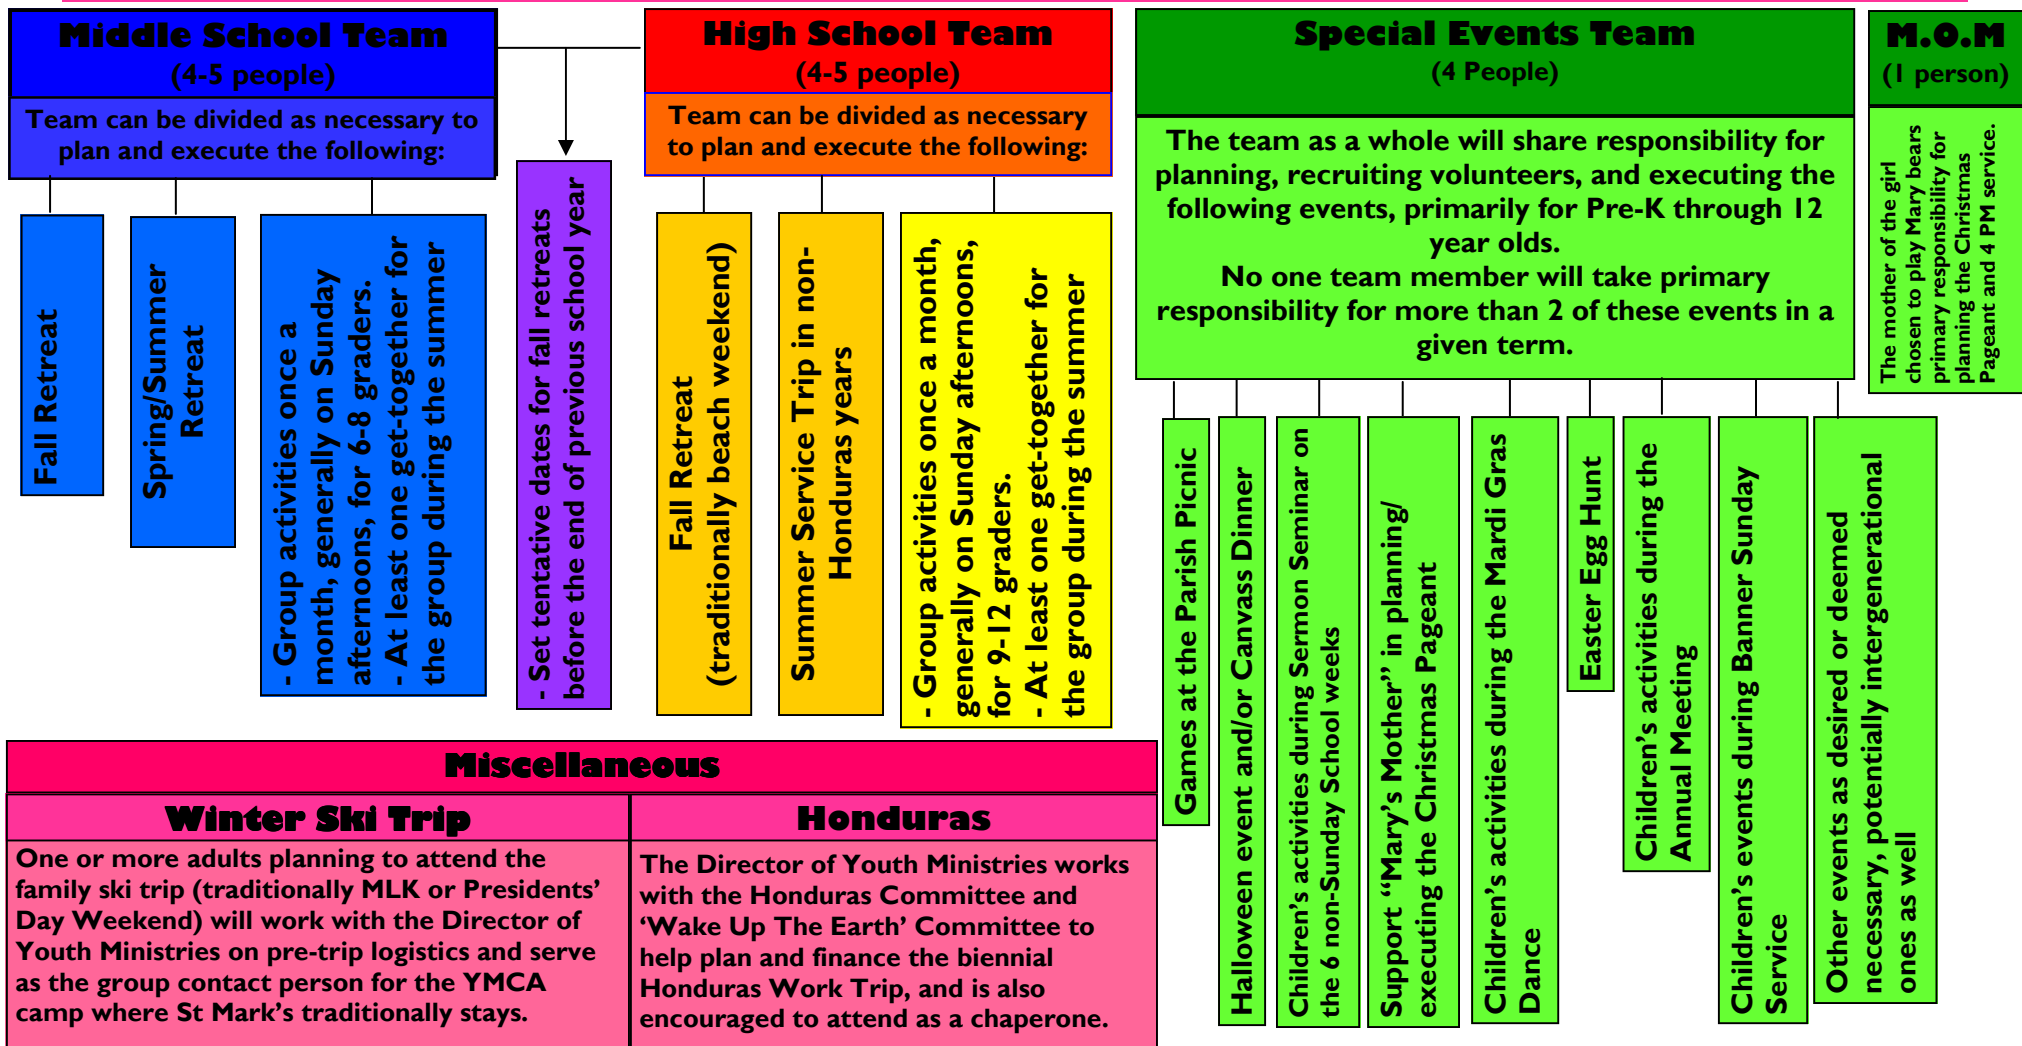 Middle School Team
(4-5 people)
Team can be divided as necessary to
plan and execute the following:
Fall Retreat
Spring/Summer
Retreat
- Group activities once a
month, generally on Sunday
afternoons, for 6-8 graders.
- At least one get-together for
the group during the summer
- Set tentative dates for fall retreats
before the end of previous school year
High School Team
(4-5 people)
Team can be divided as necessary
to plan and execute the following:
Fall Retreat
(traditionally beach weekend)
Summer Service Trip in non-
Honduras years
- Group activities once a month,
generally on Sunday afternoons,
for 9-12 graders.
- At least one get-together for
the group during the summer
Special Events Team
(4 People)
The team as a whole will share responsibility for
planning, recruiting volunteers, and executing the
following events, primarily for Pre-K through 12
year olds.
No one team member will take primary
responsibility for more than 2 of these events in a
given term.
Games at the Parish Picnic
Halloween event and/or Canvass Dinner
Children’s activities during Sermon Seminar on
the 6 non-Sunday School weeks
Support “Mary’s Mother” in planning/
executing the Christmas Pageant
Children’s activities during the Mardi Gras
Dance
Easter Egg Hunt
Children’s activities during the
Annual Meeting
Children’s events during Banner Sunday
Service
Other events as desired or deemed
necessary, potentially intergenerational
ones as well
M.O.M
(1 person)
The mother of the girl
chosen to play Mary bears
primary responsibility for
planning the Christmas
Pageant and 4 PM service.
Miscellaneous
Winter Ski Trip
One or more adults planning to attend the
family ski trip (traditionally MLK or Presidents’
Day Weekend) will work with the Director of
Youth Ministries on pre-trip logistics and serve
as the group contact person for the YMCA
camp where St Mark’s traditionally stays.
Honduras
The Director of Youth Ministries works
with the Honduras Committee and
‘Wake Up The Earth’ Committee to
help plan and finance the biennial
Honduras Work Trip, and is also
encouraged to attend as a chaperone.